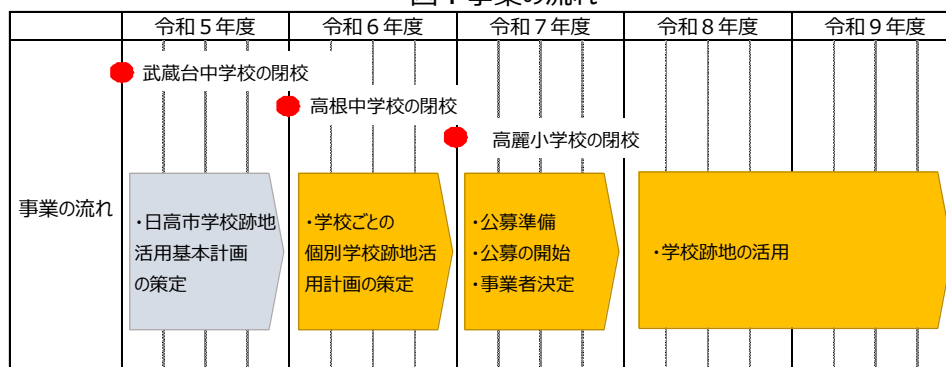 令和５年度
令和６年度
令和７年度
令和８年度
令和９年度
武蔵台中学校の閉校
高根中学校の閉校
高麗小学校の閉校
事業の流れ
・日高市学校跡地
活用基本計画
の策定
・学校ごとの
個別学校跡地活
用計画の策定
・公募準備
・公募の開始
・事業者決定
・学校跡地の活用